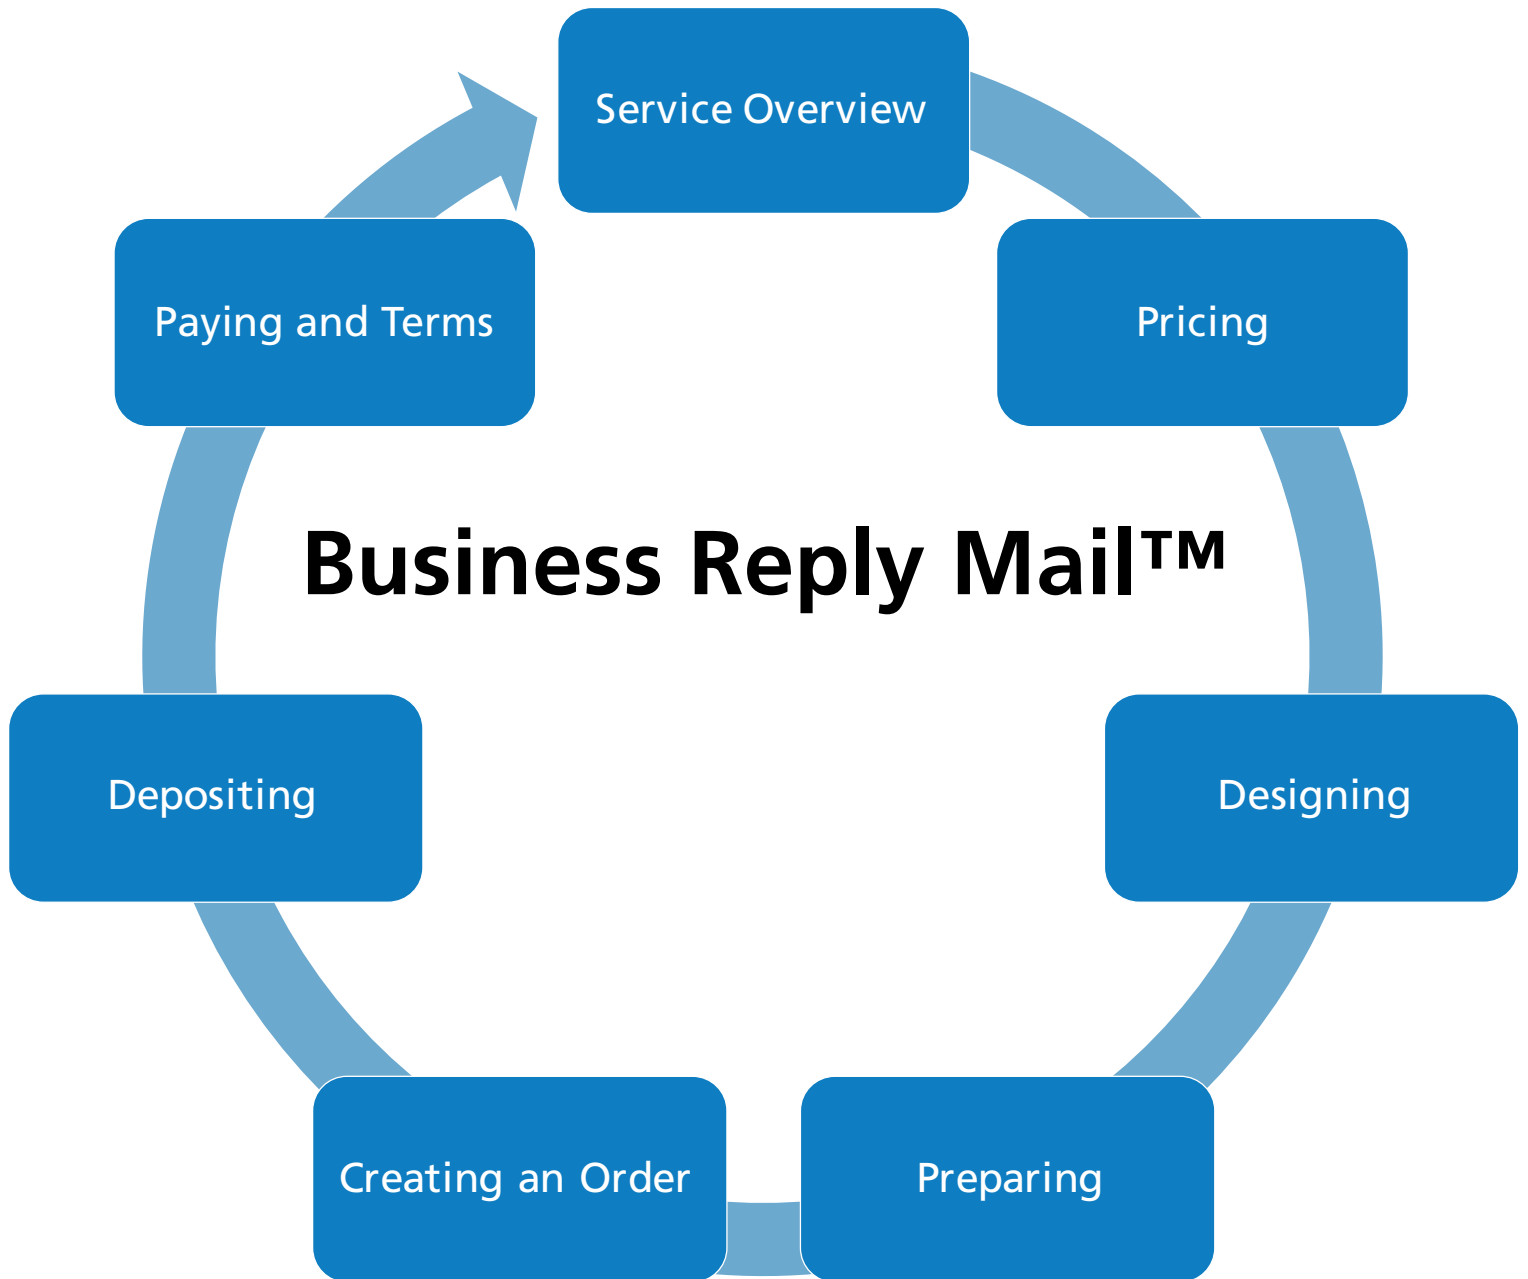 Service Overview
Pricing
Designing
Preparing
Creating an Order
Depositing
Paying and Terms
Business Reply Mail™